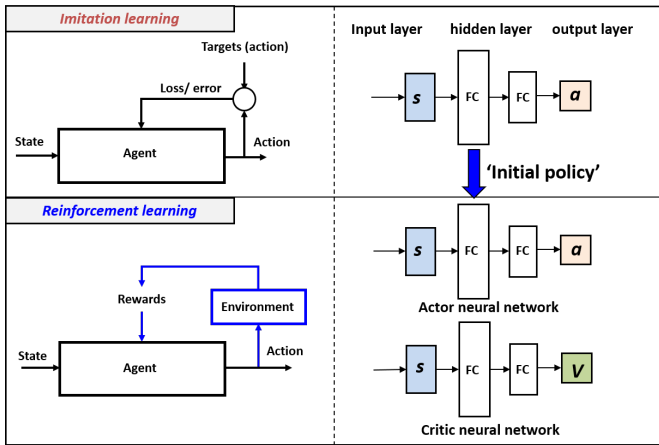 Imitation learning
Targets (action)
Loss/ error
State
Agent
Action
Input layer hidden layer output layer
s
FC
FC
a
'Initial policy'
Reinforcement learning
Rewards
Environment
State
Agent
Action
s
FC
FC
a
Actor neural network
s
FC
FC
V
Critic neural network